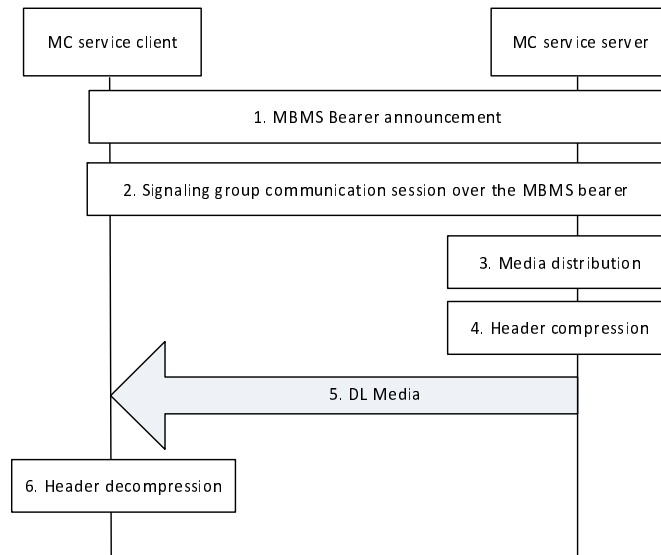 MC service client
MC service server
1. MBMS Bearer announcement
2. Signaling group communication session over the MBMS bearer
3. Media distribution
4. Header compression
5. DL Media
6. Header decompression